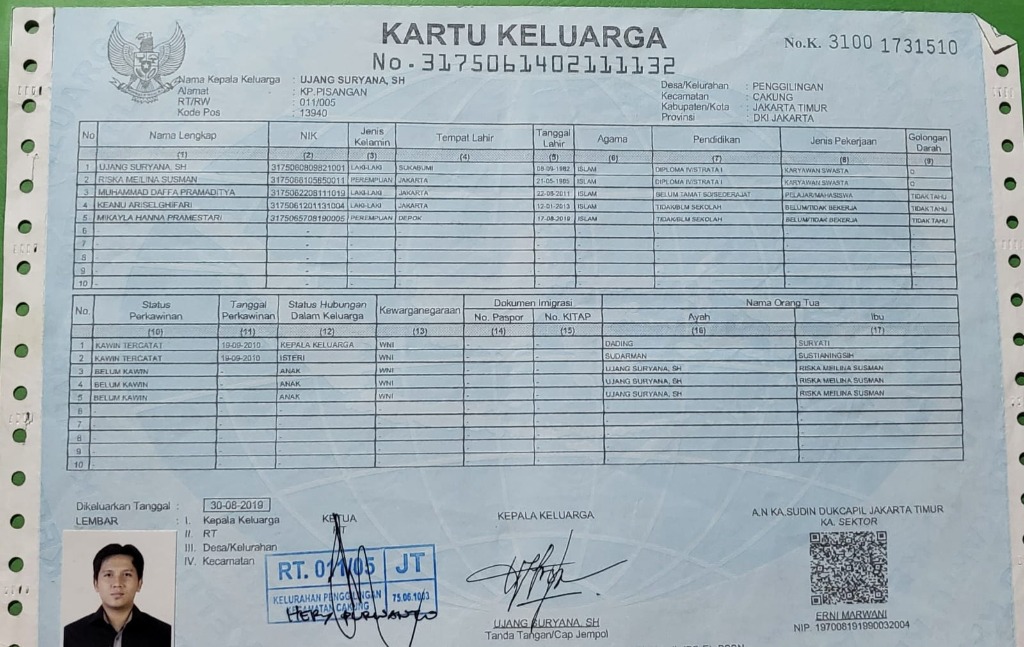 KARTU KELUARGA
No. 3175061402111132
No.K. 3100 1731510
Nama Kepala Keluarga : UJANG SURYANA, SH
Alamat : KP.PISANGAN
RT/RW : 011/005
Kode Pos : 13940
Desa/Kelurahan : PENGGILINGAN
Kecamatan : CAKUNG
Kabupaten/Kota : JAKARTA TIMUR
Provinsi : DKI JAKARTA
No Nama Lengkap NIK Jenis Kelamin Tempat Lahir Tanggal Lahir Agama Pendidikan Jenis Pekerjaan Golongan Darah
(1) (2) (3) (4) (5) (6) (7) (8) (9)
1 UJANG SURYANA, SH 3175060809821001 LAKI-LAKI SUKABUMI 08-09-1982 ISLAM DIPLOMA IV/STRATA I KARYAWAN SWASTA O
2 RISKA MEILINA SUSMAN 3175066105850011 PEREMPUAN JAKARTA 21-05-1985 ISLAM DIPLOMA IV/STRATA I KARYAWAN SWASTA O
3 MUHAMMAD DAFFA PRAMADITYA 3175062208111019 LAKI-LAKI JAKARTA 22-08-2011 ISLAM BELUM TAMAT SD/SEDERAJAT PELAJAR/MAHASISWA TIDAK TAHU
4 KEANU ARISELGHIFARI 3175061201131004 LAKI-LAKI JAKARTA 12-01-2013 ISLAM TIDAK/BLM SEKOLAH BELUM/TIDAK BEKERJA TIDAK TAHU
5 MIKAYLA HANNA PRAMESTARI 3175065708190005 PEREMPUAN DEPOK 17-08-2019 ISLAM TIDAK/BLM SEKOLAH BELUM/TIDAK BEKERJA TIDAK TAHU
6 - - - - - - - - -
7 - - - - - - - - -
8 - - - - - - - - -
9 - - - - - - - - -
10 - - - - - - - - -
No. Status Perkawinan Tanggal Perkawinan Status Hubungan Dalam Keluarga Kewarganegaraan Dokumen Imigrasi Nama Orang Tua
No. Paspor No. KITAP Ayah Ibu
(10) (11) (12) (13) (14) (15) (16) (17)
1 KAWIN TERCATAT 19-09-2010 KEPALA KELUARGA WNI - - DADING SURYATI
2 KAWIN TERCATAT 19-09-2010 ISTERI WNI - - SUDARMAN SUSTIANINGSIH
3 BELUM KAWIN - ANAK WNI - - UJANG SURYANA, SH RISKA MEILINA SUSMAN
4 BELUM KAWIN - ANAK WNI - - UJANG SURYANA, SH RISKA MEILINA SUSMAN
5 BELUM KAWIN - ANAK WNI - - UJANG SURYANA, SH RISKA MEILINA SUSMAN
6 - - - - - - - -
7 - - - - - - - -
8 - - - - - - - -
9 - - - - - - - -
10 - - - - - - - -
Dikeluarkan Tanggal : 30-08-2019
LEMBAR : I. Kepala Keluarga
II. RT
III. Desa/Kelurahan
IV. Kecamatan
KETUA
RT
RT. 011/05 JT
KELURAHAN PENGGILINGAN
KECAMATAN CAKUNG
HERY PURWANTO
KEPALA KELUARGA
UJANG SURYANA, SH
Tanda Tangan/Cap Jempol
A.N KA.SUDIN DUKCAPIL JAKARTA TIMUR
KA. SEKTOR
ERNI MARWANI
NIP. 197008191990032004